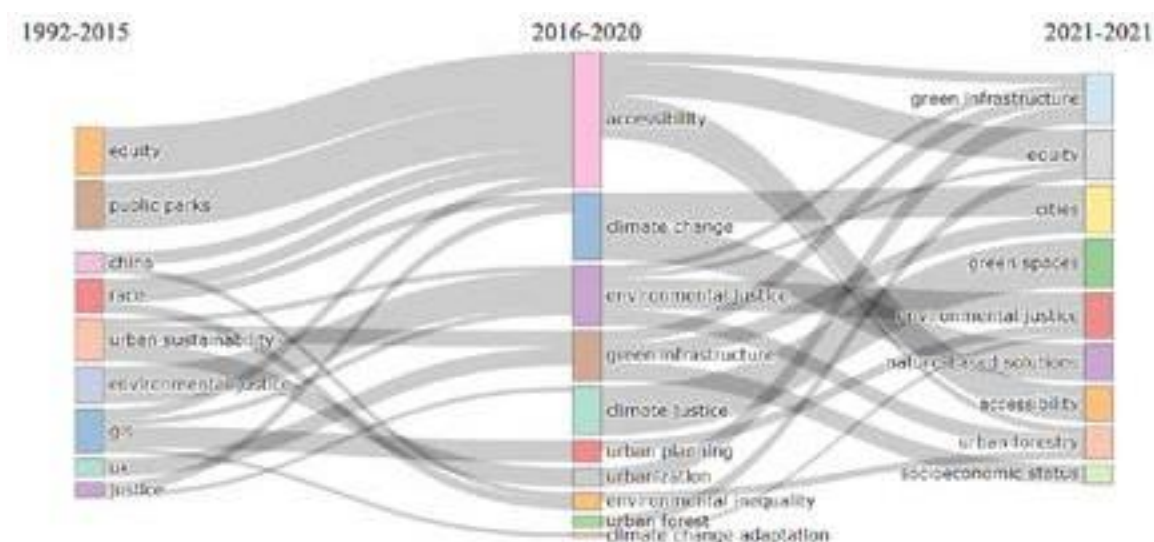 1992-2015
2016-2020
2021-2021
equity
public parks
china
race
urban sustainability
environmental justice
gis
uk
justice
accessibility
climate change
environmental justice
green infrastructure
climate justice
urban planning
urbanization
environmental inequality
urban forest
climate change adaptation
green infrastructure
equity
cities
green spaces
environmental justice
nature-based solutions
accessibility
urban forestry
socioeconomic status